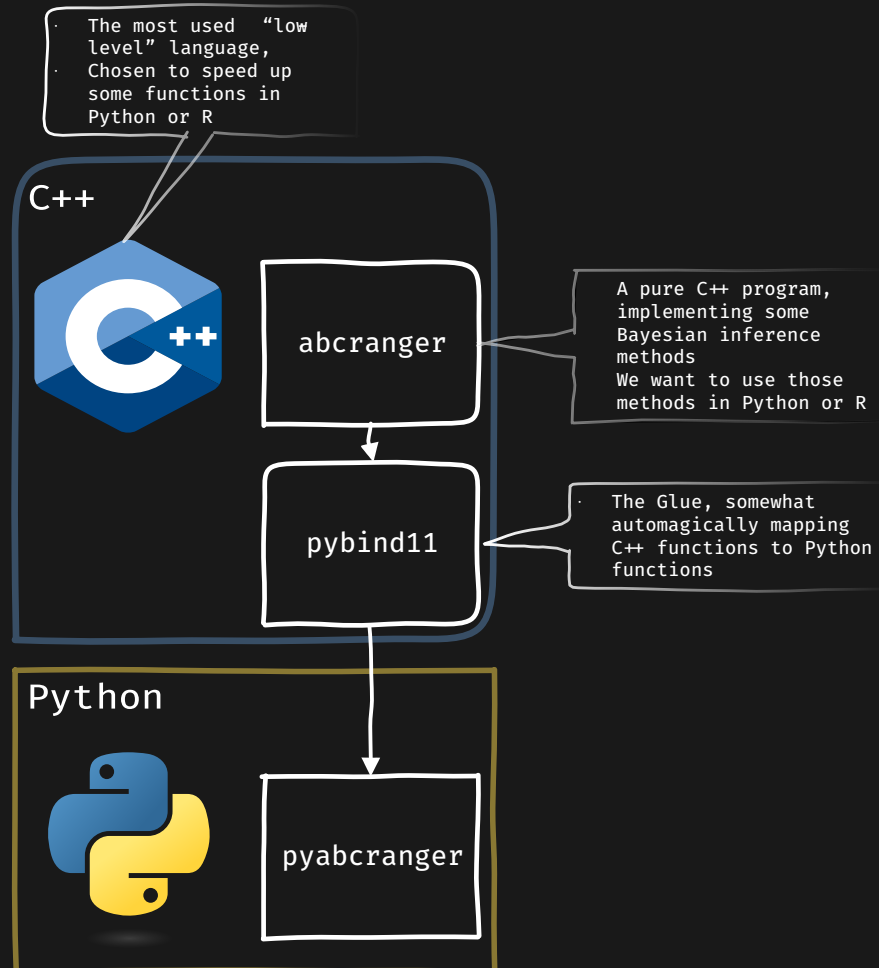 · The most used “low
level” language,
· Chosen to speed up
some functions in
Python or R
C++
++
abcranger
A pure C++ program,
implementing some
Bayesian inference
methods
We want to use those
methods in Python or R
pybind11
· The Glue, somewhat
automagically mapping
C++ functions to Python
functions
Python
pyabcranger